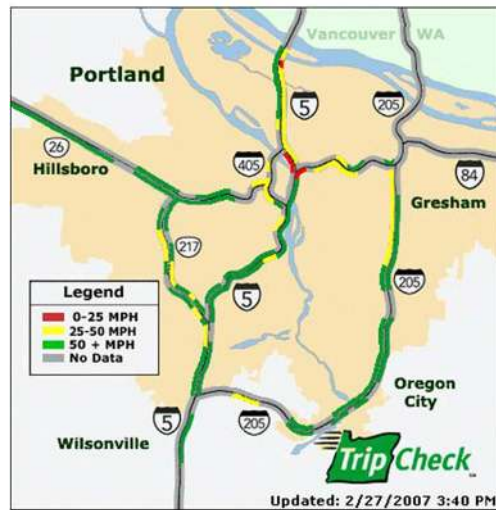 Vancouver WA
Portland
5
205
26
405
Hillsboro
84
Gresham
217
205
5
Legend
0-25 MPH
25-50 MPH
50 + MPH
No Data
Oregon
City
5
205
Wilsonville
Trip Check
Updated: 2/27/2007 3:40 PM